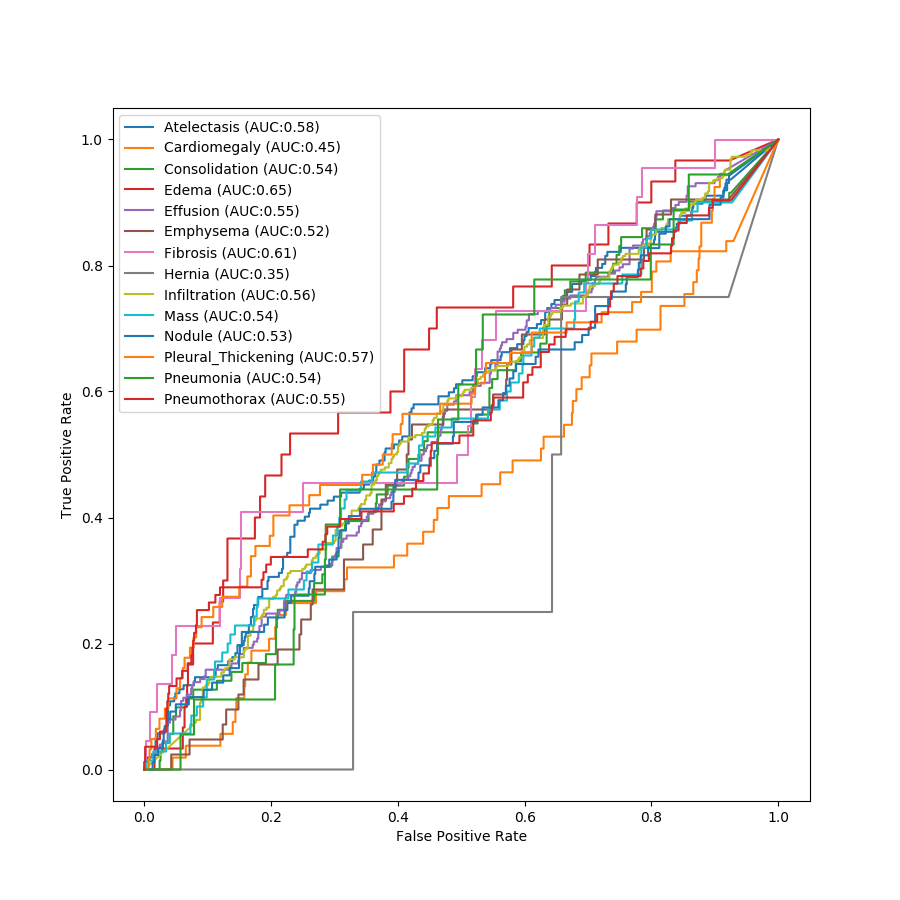 Atelectasis (AUC:0.58)
Cardiomegaly (AUC:0.45)
Consolidation (AUC:0.54)
Edema (AUC:0.65)
Effusion (AUC:0.55)
Emphysema (AUC:0.52)
Fibrosis (AUC:0.61)
Hernia (AUC:0.35)
Infiltration (AUC:0.56)
Mass (AUC:0.54)
Nodule (AUC:0.53)
Pleural_Thickening (AUC:0.57)
Pneumonia (AUC:0.54)
Pneumothorax (AUC:0.55)
True Positive Rate
1.0
0.8
0.6
0.4
0.2
0.0
0.0 0.2 0.4 0.6 0.8 1.0
False Positive Rate